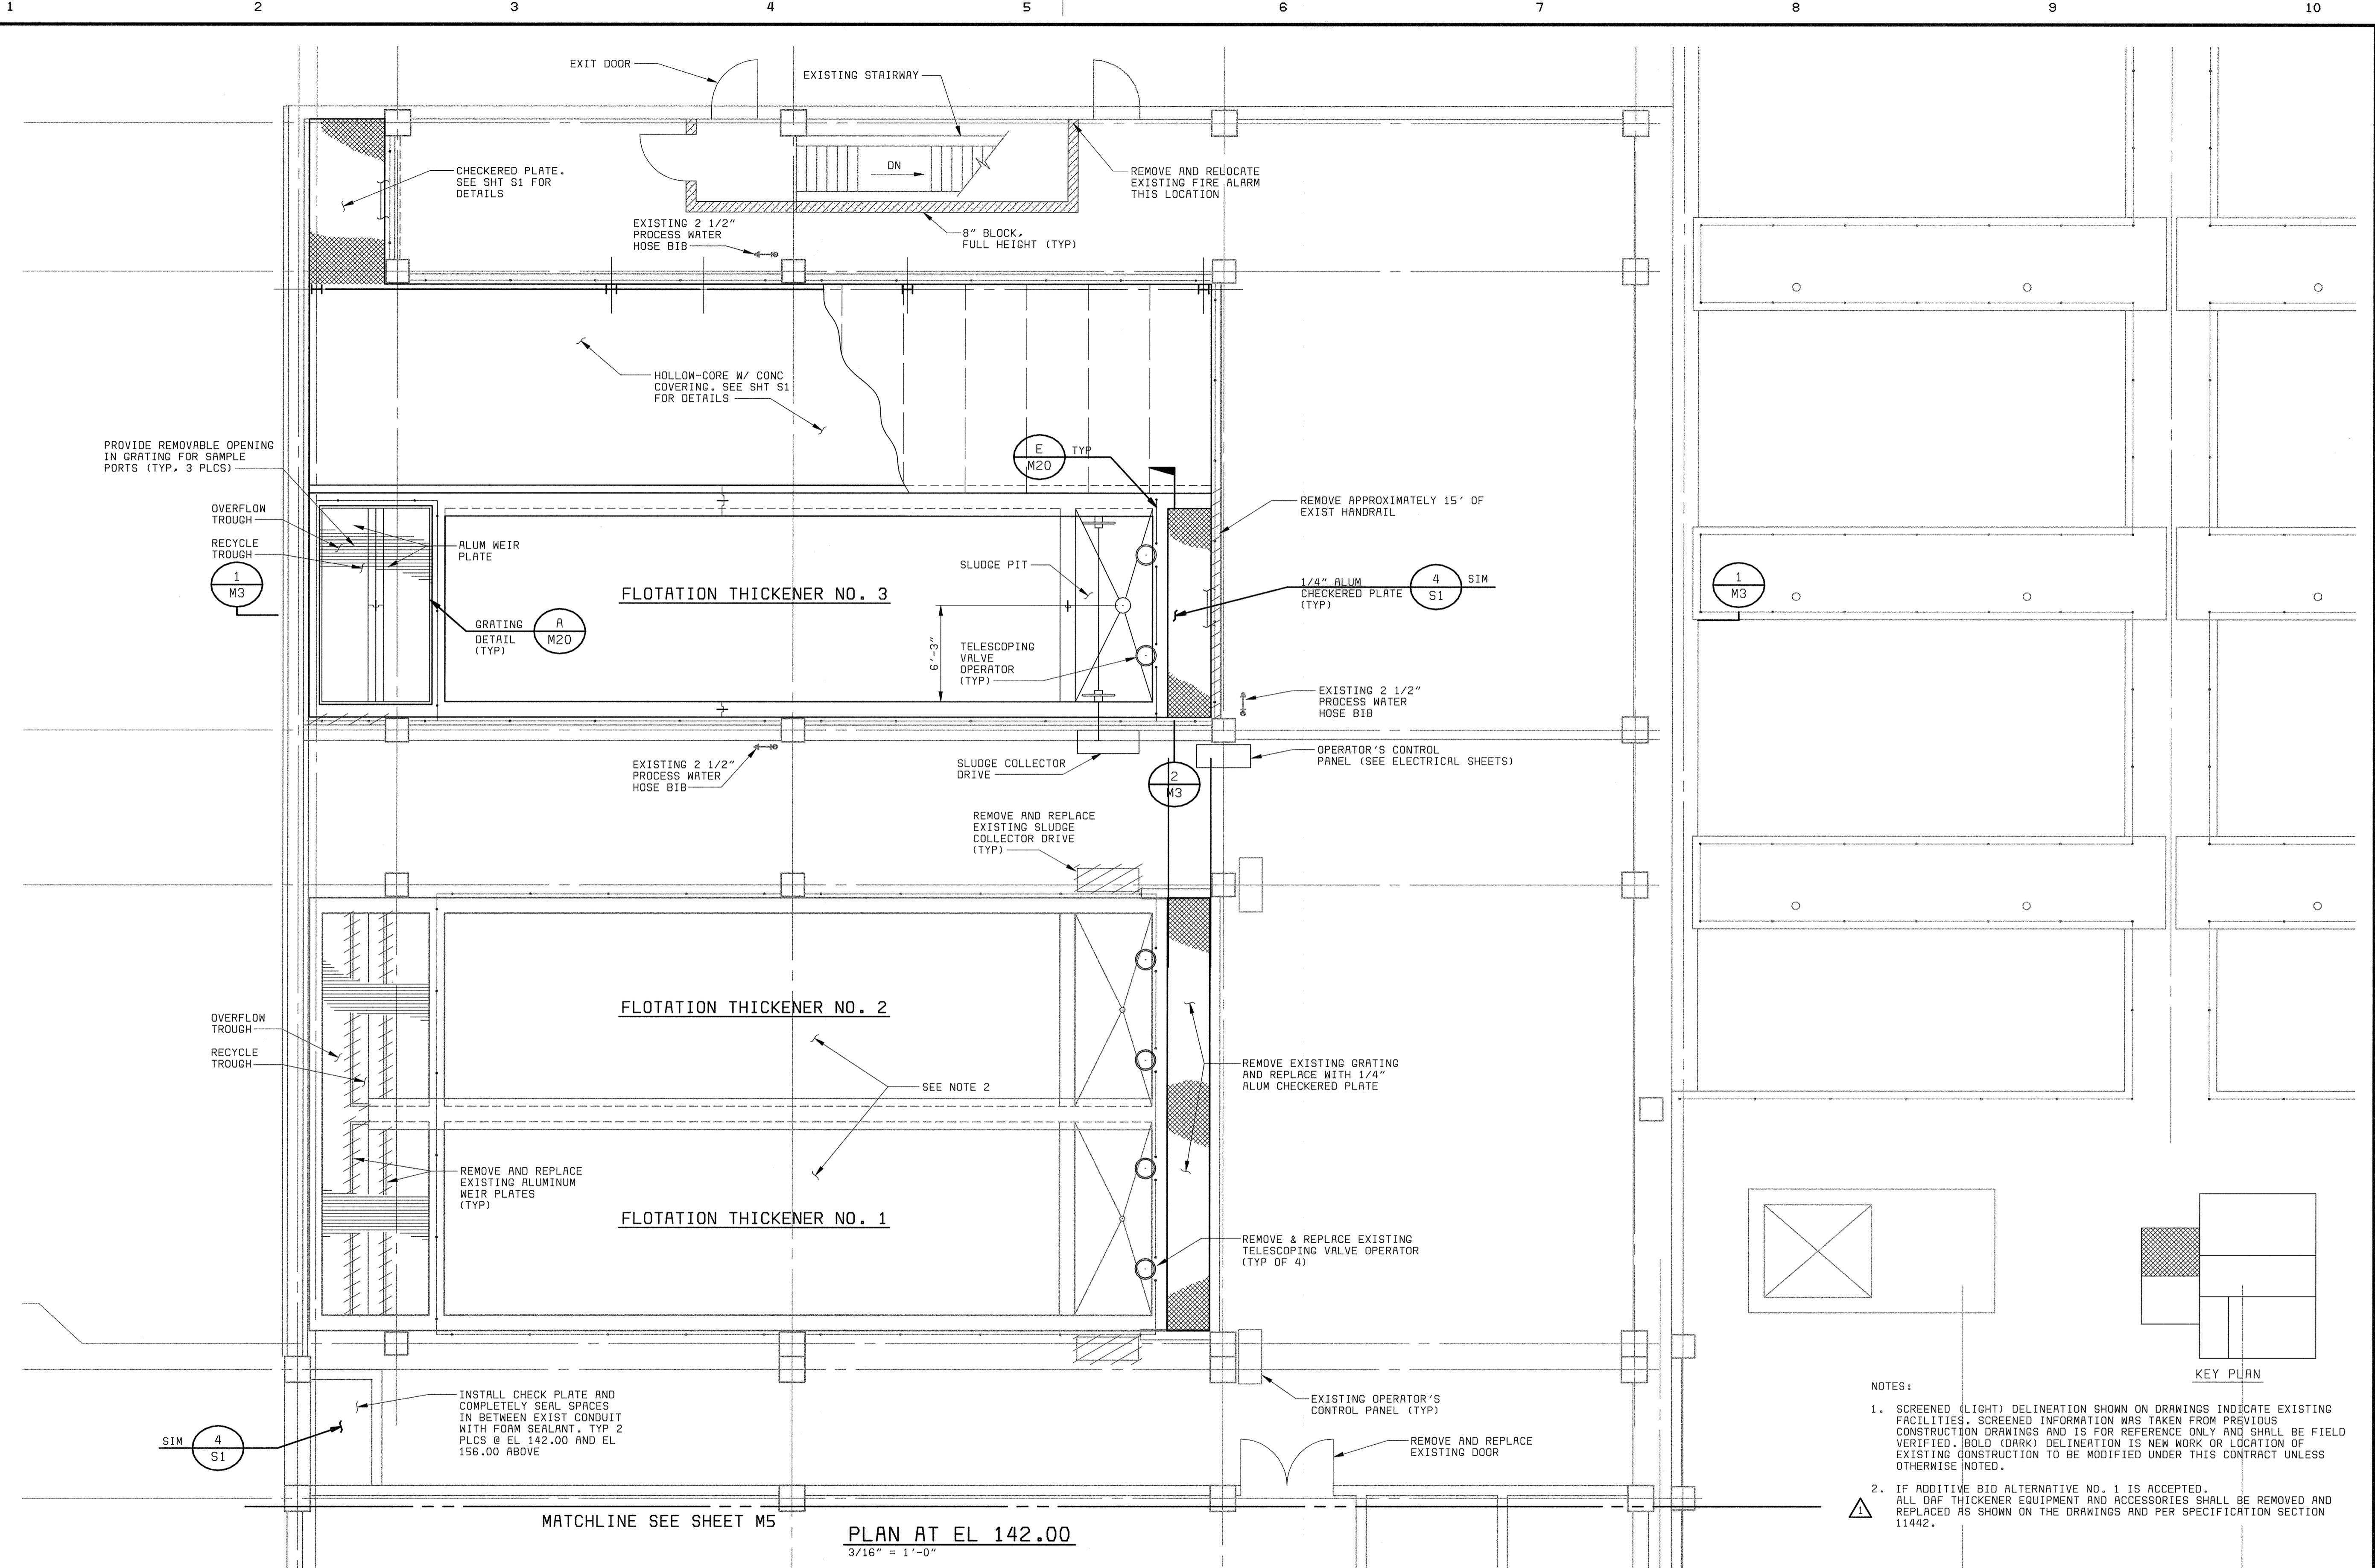 1 2 3 4 5 6 7 8 9 10
EXIT DOOR
EXISTING STAIRWAY
DN
CHECKERED PLATE.
SEE SHT S1 FOR
DETAILS
REMOVE AND RELOCATE
EXISTING FIRE ALARM
THIS LOCATION
EXISTING 2 1/2"
PROCESS WATER
HOSE BIB
8" BLOCK,
FULL HEIGHT (TYP)
HOLLOW-CORE W/ CONC
COVERING. SEE SHT S1
FOR DETAILS
PROVIDE REMOVABLE OPENING
IN GRATING FOR SAMPLE
PORTS (TYP, 3 PLCS)
E
M20
TYP
OVERFLOW
TROUGH
RECYCLE
TROUGH
1
M3
ALUM WEIR
PLATE
REMOVE APPROXIMATELY 15' OF
EXIST HANDRAIL
SLUDGE PIT
FLOTATION THICKENER NO. 3
1/4" ALUM
CHECKERED PLATE
(TYP)
4
S1
SIM
1
M3
GRATING
DETAIL
(TYP)
A
M20
6'-3"
TELESCOPING
VALVE
OPERATOR
(TYP)
EXISTING 2 1/2"
PROCESS WATER
HOSE BIB
EXISTING 2 1/2"
PROCESS WATER
HOSE BIB
SLUDGE COLLECTOR
DRIVE
2
M3
OPERATOR'S CONTROL
PANEL (SEE ELECTRICAL SHEETS)
REMOVE AND REPLACE
EXISTING SLUDGE
COLLECTOR DRIVE
(TYP)
FLOTATION THICKENER NO. 2
OVERFLOW
TROUGH
RECYCLE
TROUGH
SEE NOTE 2
REMOVE EXISTING GRATING
AND REPLACE WITH 1/4"
ALUM CHECKERED PLATE
REMOVE AND REPLACE
EXISTING ALUMINUM
WEIR PLATES
(TYP)
FLOTATION THICKENER NO. 1
REMOVE & REPLACE EXISTING
TELESCOPING VALVE OPERATOR
(TYP OF 4)
KEY PLAN
INSTALL CHECK PLATE AND
COMPLETELY SEAL SPACES
IN BETWEEN EXIST CONDUIT
WITH FOAM SEALANT. TYP 2
PLCS @ EL 142.00 AND EL
156.00 ABOVE
SIM
4
S1
EXISTING OPERATOR'S
CONTROL PANEL (TYP)
REMOVE AND REPLACE
EXISTING DOOR
NOTES:
1. SCREENED (LIGHT) DELINEATION SHOWN ON DRAWINGS INDICATE EXISTING
FACILITIES. SCREENED INFORMATION WAS TAKEN FROM PREVIOUS
CONSTRUCTION DRAWINGS AND IS FOR REFERENCE ONLY AND SHALL BE FIELD
VERIFIED. BOLD (DARK) DELINEATION IS NEW WORK OR LOCATION OF
EXISTING CONSTRUCTION TO BE MODIFIED UNDER THIS CONTRACT UNLESS
OTHERWISE NOTED.
2. IF ADDITIVE BID ALTERNATIVE NO. 1 IS ACCEPTED.
ALL DAF THICKENER EQUIPMENT AND ACCESSORIES SHALL BE REMOVED AND
REPLACED AS SHOWN ON THE DRAWINGS AND PER SPECIFICATION SECTION
11442.
1
MATCHLINE SEE SHEET M5
PLAN AT EL 142.00
3/16" = 1'-0"